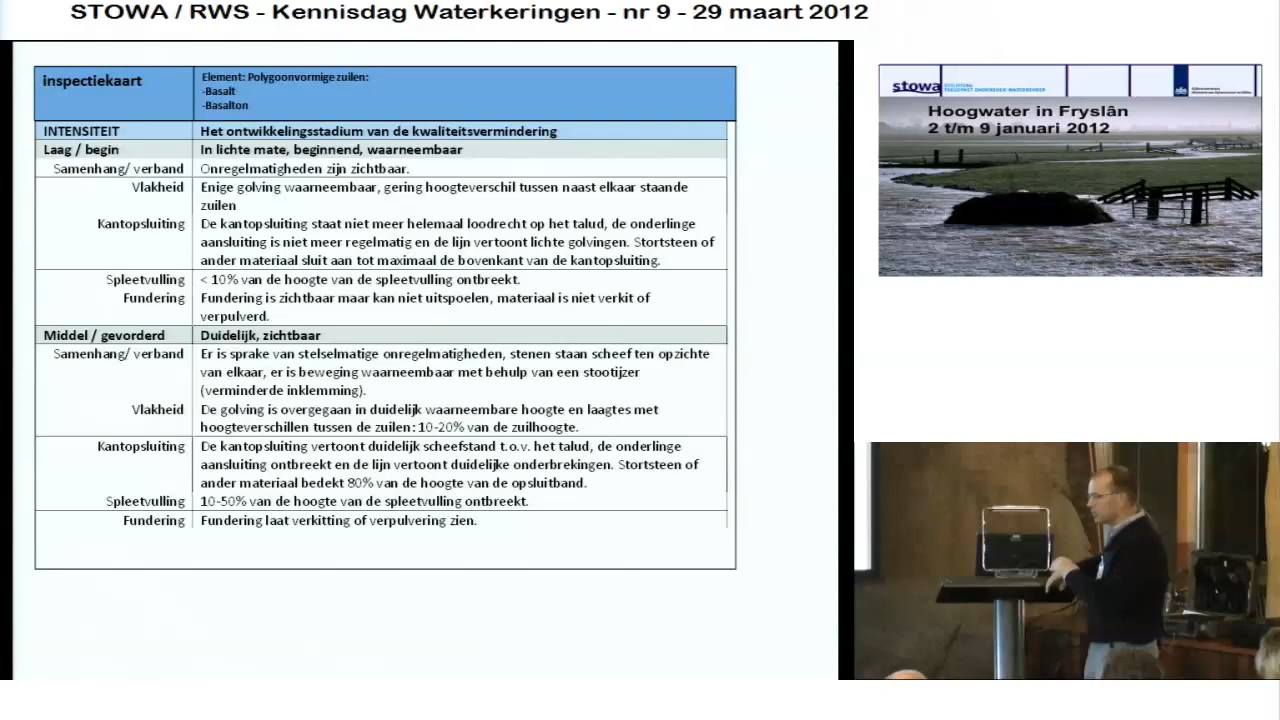 STOWA / RWS - Kennisdag Waterkeringen - nr 9 - 29 maart 2012
inspectiekaart
Element: Polygoonvormige zuilen:
-Basalt
-Basalton
INTENSITEIT
Het ontwikkelingsstadium van de kwaliteitsvermindering
Laag / begin
In lichte mate, beginnend, waarneembaar
Samenhang/ verband
Onregelmatigheden zijn zichtbaar.
Vlakheid
Enige golving waarneembaar, gering hoogteverschil tussen naast elkaar staande
zuilen
Kantopsluiting
De kantopsluiting staat niet meer helemaal loodrecht op het talud, de onderlinge
aansluiting is niet meer regelmatig en de lijn vertoont lichte golvingen. Stortsteen of
ander materiaal sluit aan tot maximaal de bovenkant van de kantopsluiting.
Spleetvulling
< 10% van de hoogte van de spleetvulling ontbreekt.
Fundering
Fundering is zichtbaar maar kan niet uitspoelen, materiaal is niet verkit of
verpulverd.
Middel / gevorderd
Duidelijk, zichtbaar
Samenhang/ verband
Er is sprake van stelselmatige onregelmatigheden, stenen staan scheef ten opzichte
van elkaar, er is beweging waarneembaar met behulp van een stootijzer
(verminderde inklemming).
Vlakheid
De golving is overgegaan in duidelijk waarneembare hoogte en laagtes met
hoogteverschillen tussen de zuilen: 10-20% van de zuilhoogte.
Kantopsluiting
De kantopsluiting vertoont duidelijk scheefstand t.o.v. het talud, de onderlinge
aansluiting ontbreekt en de lijn vertoont duidelijke onderbrekingen. Stortsteen of
ander materiaal bedekt 80% van de hoogte van de opsluitband.
Spleetvulling
10-50% van de hoogte van de spleetvulling ontbreekt.
Fundering
Fundering laat verkitting of verpulvering zien.
stowa
Hoogwater in Fryslân
2 t/m 9 januari 2012